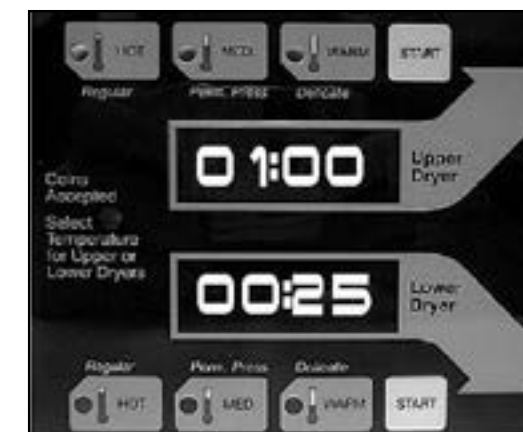 HOT MED. WARM START
Regular Perm. Press Delicate
01:00
Upper
Dryer
Coins
Accepted
Select
Temperature
for Upper or
Lower Dryers
00:25
Lower
Dryer
Regular Perm. Press Delicate
HOT MED WARM START